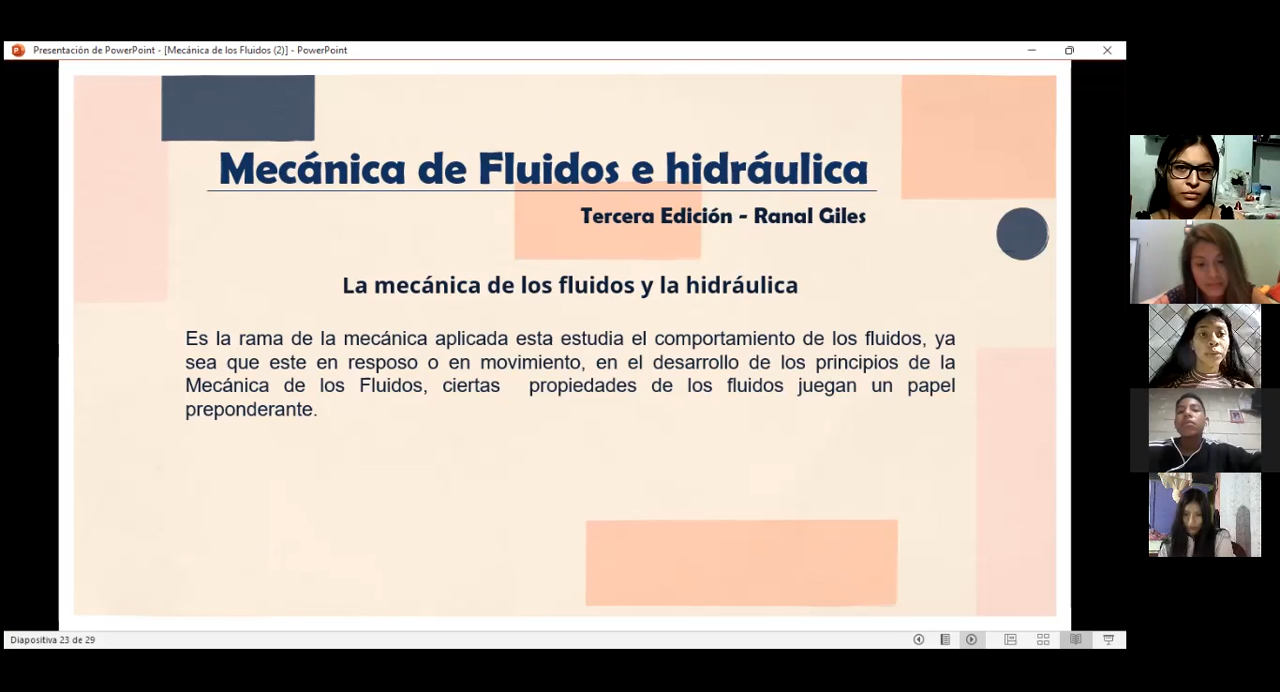 Presentación de PowerPoint - [Mecánica de los Fluidos (2)] - PowerPoint
Mecánica de Fluidos e hidráulica
Tercera Edición - Ranal Giles
La mecánica de los fluidos y la hidráulica
Es la rama de la mecánica aplicada esta estudia el comportamiento de los fluidos, ya
sea que este en resposo o en movimiento, en el desarrollo de los principios de la
Mecánica de los Fluidos, ciertas propiedades de los fluidos juegan un papel
preponderante.
Diapositiva 23 de 29